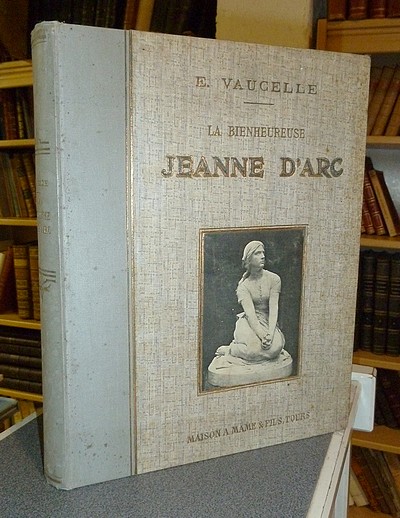 E. VAUCELLE
LA BIENHEUREUSE
JEANNE D'ARC
MAISON A. MAME & FILS, TOURS